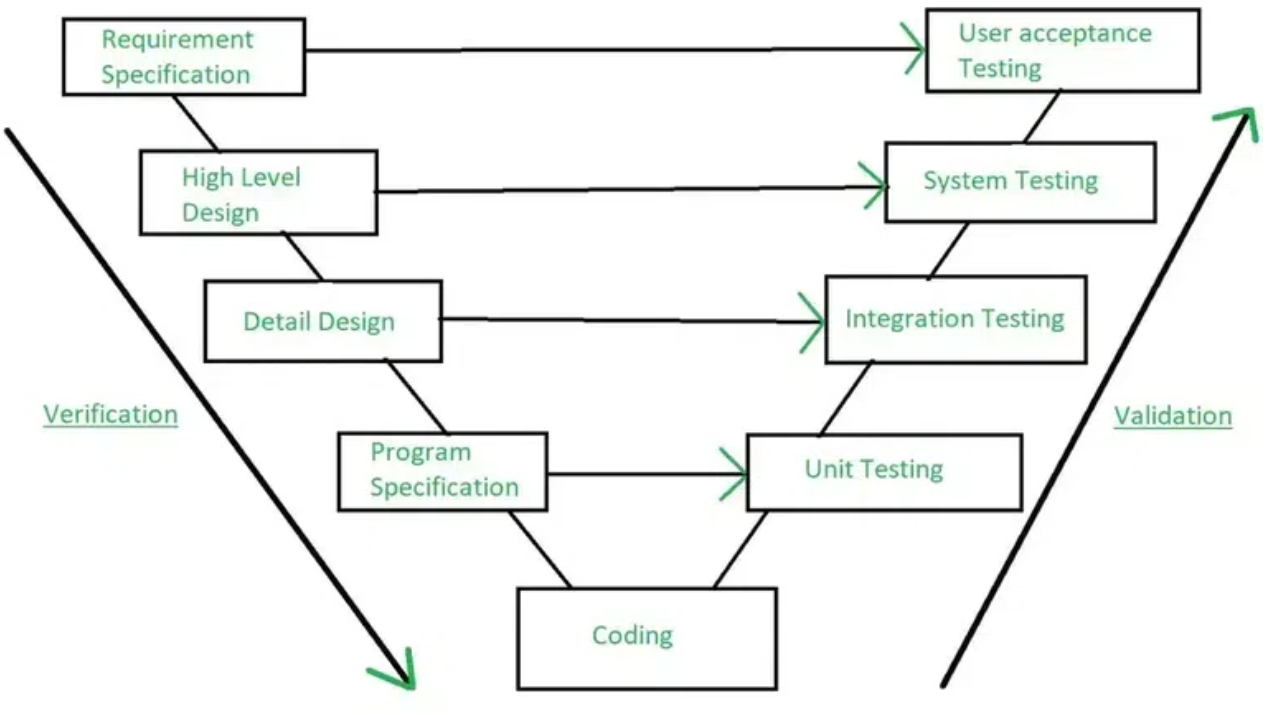 Requirement
Specification
User acceptance
Testing
High Level
Design
System Testing
Detail Design
Integration Testing
Verification
Validation
Program
Specification
Unit Testing
Coding